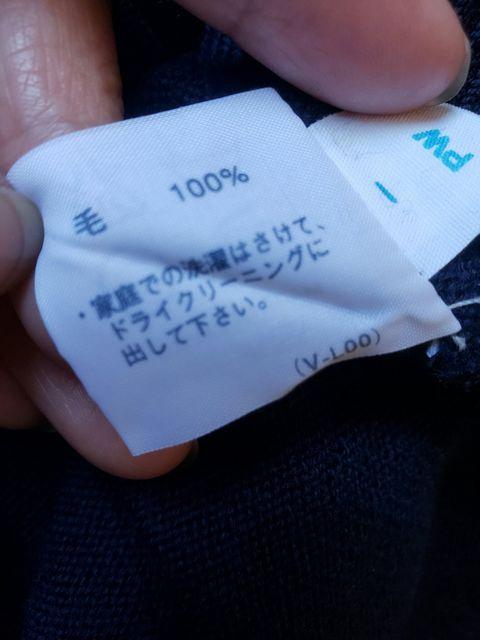 毛 100%
・家庭での洗濯はさけて、
ドライクリーニングに
出して下さい。
(V-L00)
PW